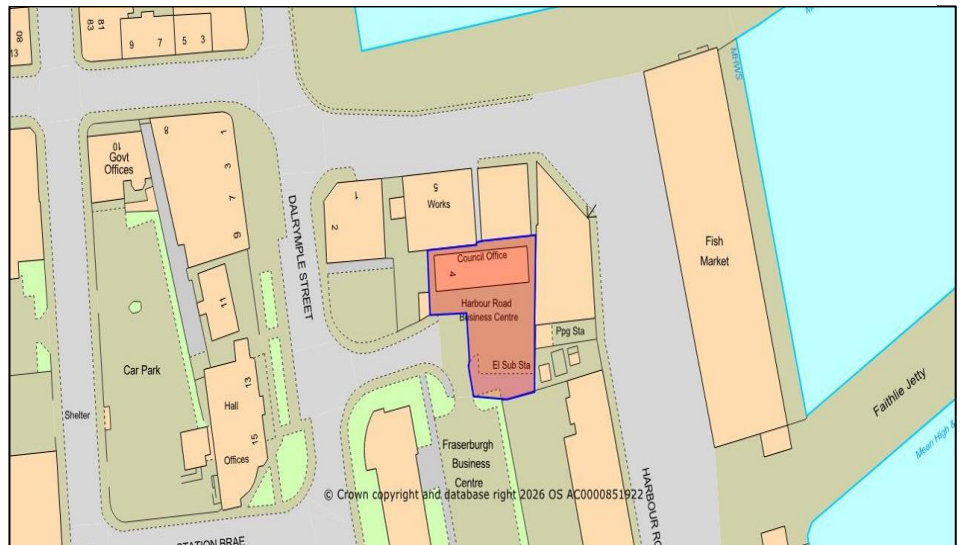 80
13
83
81
9
7
5
3
MHWS
10
Govt
Offices
8
1
3
7
9
DALRYMPLE STREET
1
2
5
Works
Council Office
4
Harbour Road
Business Centre
Fish
Market
11
Ppg Sta
El Sub Sta
Car Park
Shelter
13
Hall
15
Offices
Fraserburgh
Business
Centre
Faithlie Jetty
Mean High
© Crown copyright and database right 2026 OS AC0000851922
HARBOUR RO
STATION BRAE